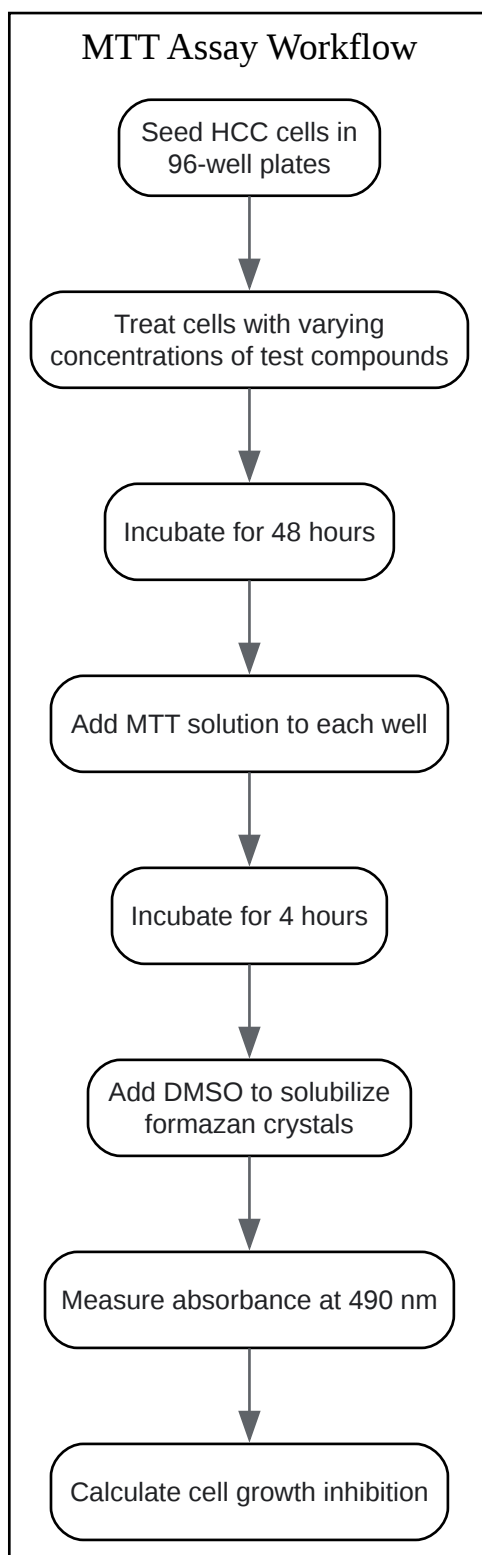 MTT Assay Workflow
Seed HCC cells in
96-well plates
Treat cells with varying
concentrations of test compounds
Incubate for 48 hours
Add MTT solution to each well
Incubate for 4 hours
Add DMSO to solubilize
formazan crystals
Measure absorbance at 490 nm
Calculate cell growth inhibition